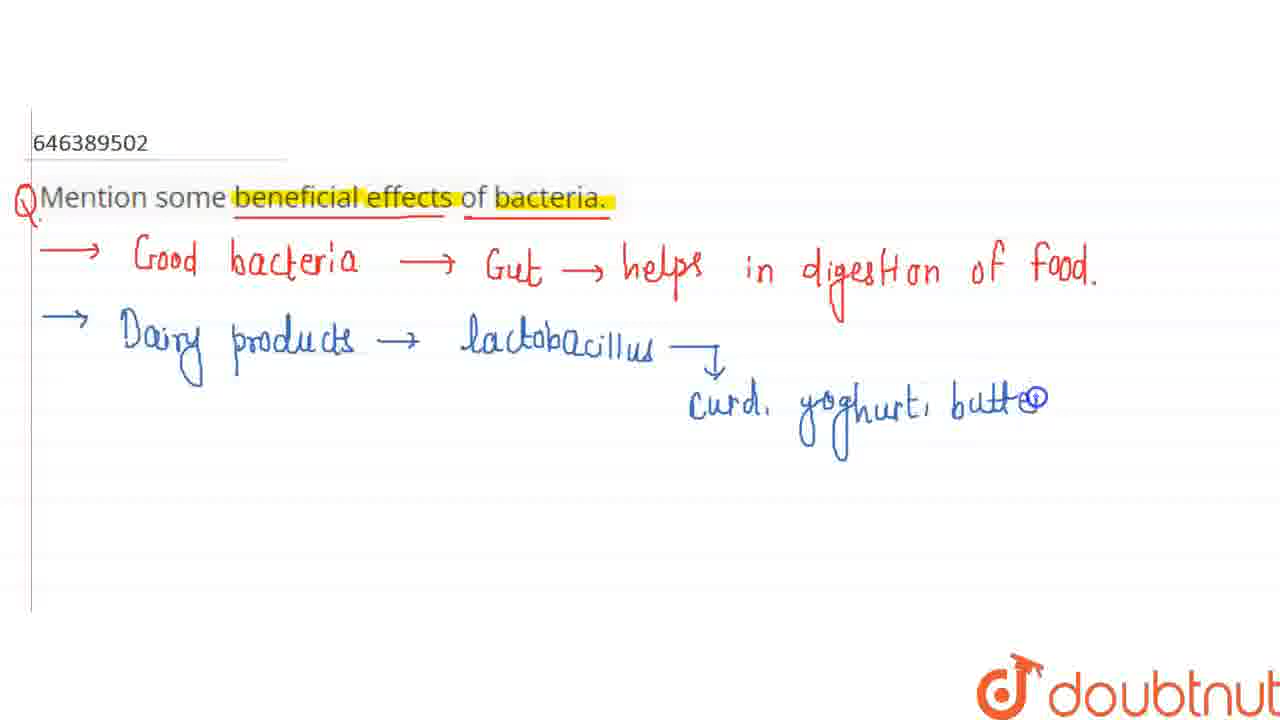 646389502
Q. Mention some beneficial effects of bacteria.
→ Good bacteria → Gut → helps in digestion of food.
→ Dairy products → lactobacillus
curd, yoghurt, butte
doubtnut